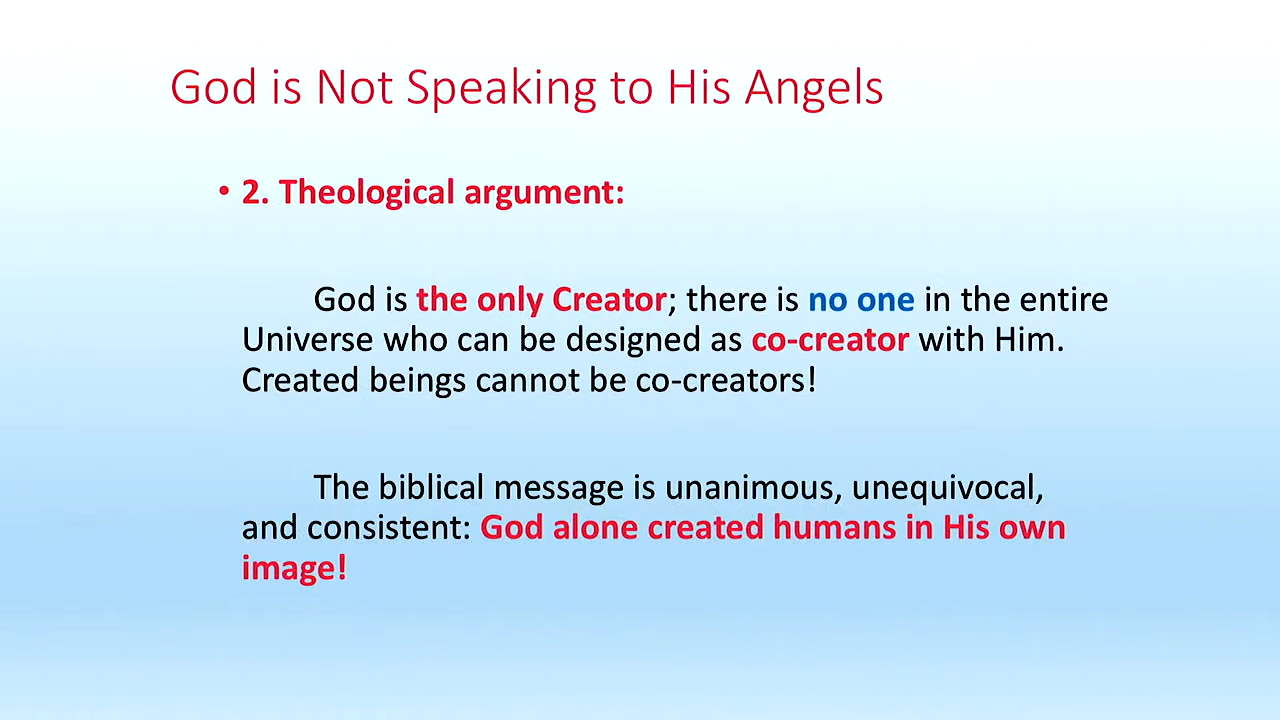 God is Not Speaking to His Angels
• 2. Theological argument:
God is the only Creator; there is no one in the entire
Universe who can be designed as co-creator with Him.
Created beings cannot be co-creators!
The biblical message is unanimous, unequivocal,
and consistent: God alone created humans in His own
image!